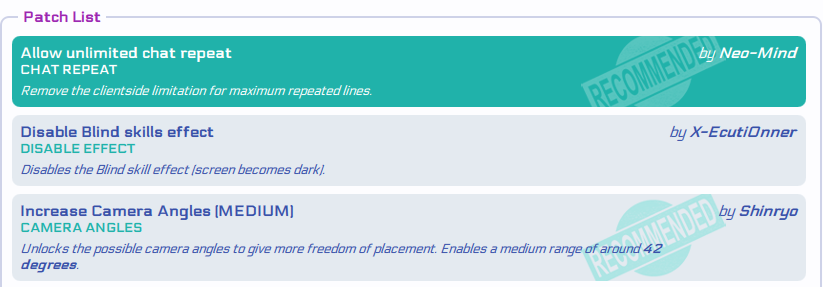 Patch List
Allow unlimited chat repeat
by Neo-Mind
CHAT REPEAT
RECOMMENDED
Remove the clientside limitation for maximum repeated lines.
Disable Blind skills effect
by X-EcutiOnner
DISABLE EFFECT
Disables the Blind skill effect [screen becomes dark].
Increase Camera Angles [MEDIUM]
by Shinryo
CAMERA ANGLES
RECOMMENDED
Unlocks the possible camera angles to give more freedom of placement. Enables a medium range of around 42
degrees.